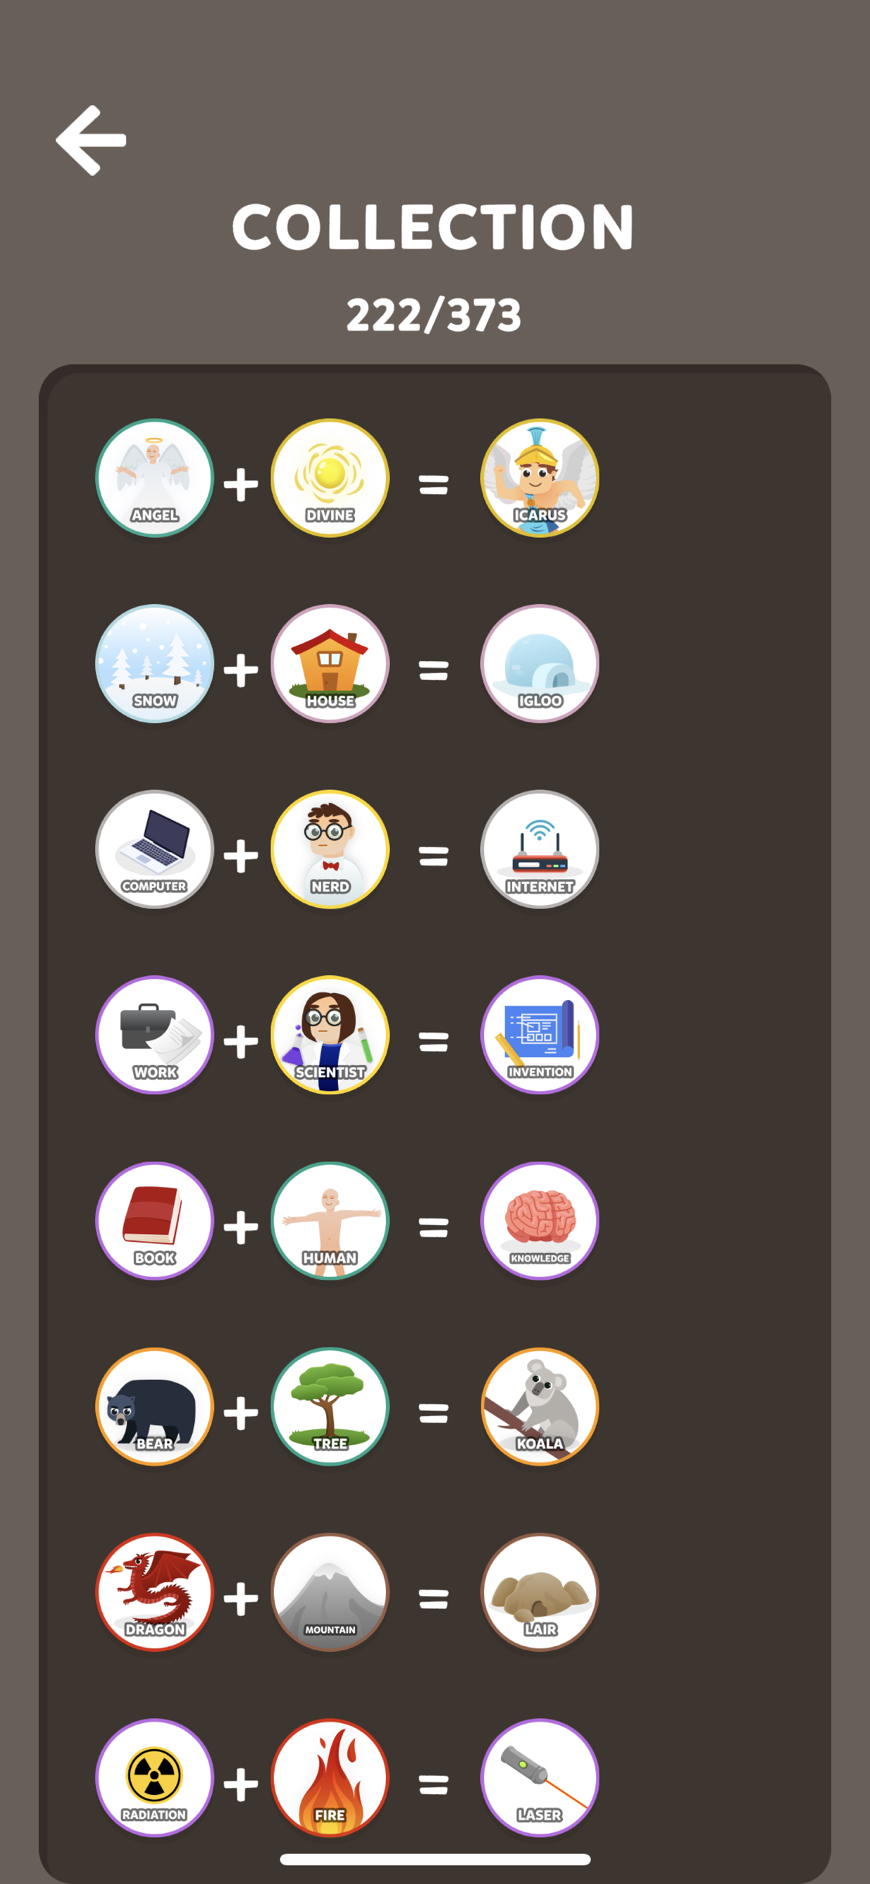 COLLECTION
222/373
ANGEL + DIVINE = ICARUS
SNOW + HOUSE = IGLOO
COMPUTER + NERD = INTERNET
WORK + SCIENTIST = INVENTION
BOOK + HUMAN = KNOWLEDGE
BEAR + TREE = KOALA
DRAGON + MOUNTAIN = LAIR
RADIATION + FIRE = LASER